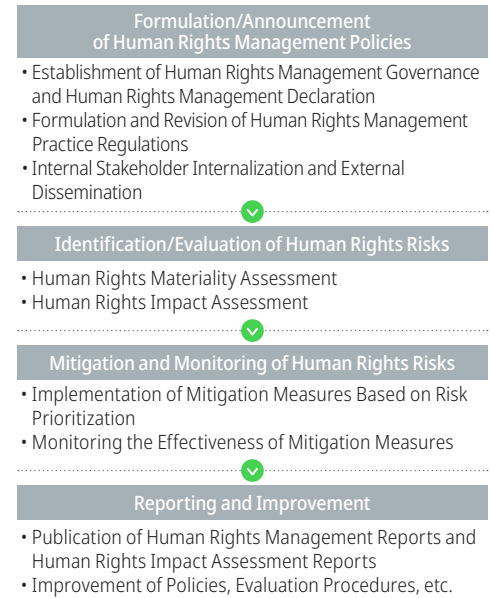 Formulation/Announcement
of Human Rights Management Policies
• Establishment of Human Rights Management Governance
and Human Rights Management Declaration
• Formulation and Revision of Human Rights Management
Practice Regulations
• Internal Stakeholder Internalization and External
Dissemination
Identification/Evaluation of Human Rights Risks
• Human Rights Materiality Assessment
• Human Rights Impact Assessment
Mitigation and Monitoring of Human Rights Risks
• Implementation of Mitigation Measures Based on Risk
Prioritization
• Monitoring the Effectiveness of Mitigation Measures
Reporting and Improvement
• Publication of Human Rights Management Reports and
Human Rights Impact Assessment Reports
• Improvement of Policies, Evaluation Procedures, etc.